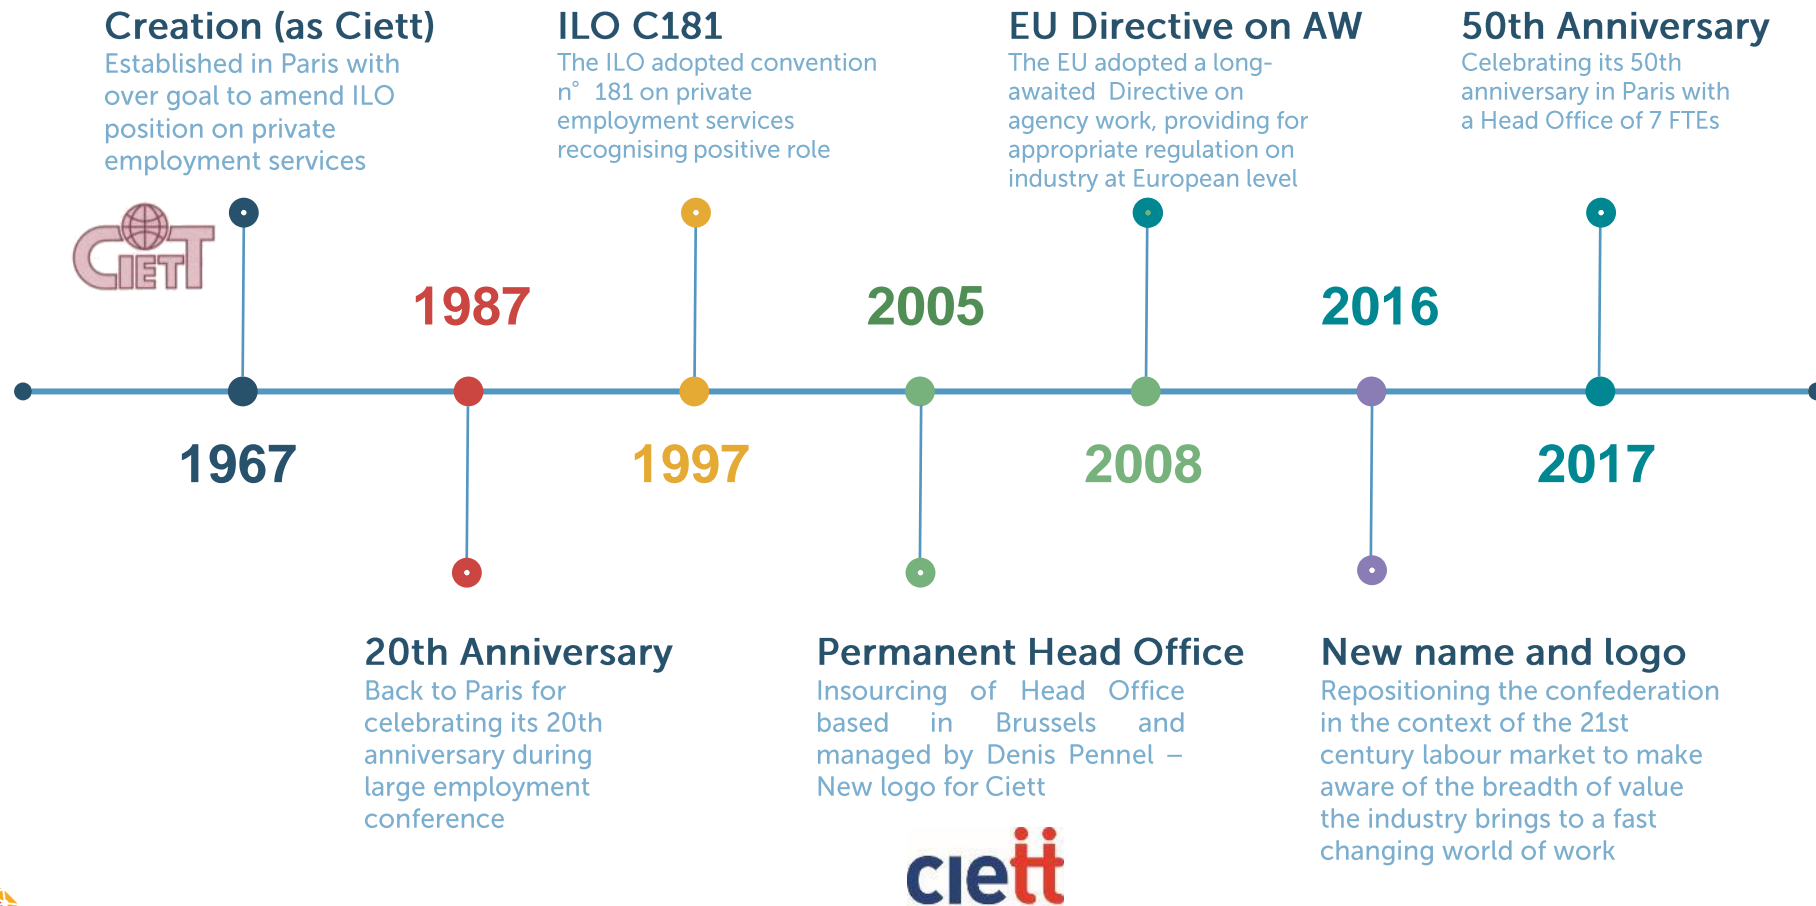 Creation (as Ciett)
Established in Paris with
over goal to amend ILO
position on private
employment services
ILO C181
The ILO adopted convention
n° 181 on private
employment services
recognising positive role
EU Directive on AW
The EU adopted a long-
awaited Directive on
agency work, providing for
appropriate regulation on
industry at European level
50th Anniversary
Celebrating its 50th
anniversary in Paris with
a Head Office of 7 FTEs
CIETT
1987
2005
2016
1967
1997
2008
2017
20th Anniversary
Back to Paris for
celebrating its 20th
anniversary during
large employment
conference
Permanent Head Office
Insourcing of Head Office
based in Brussels and
managed by Denis Pennel –
New logo for Ciett
ciett
New name and logo
Repositioning the confederation
in the context of the 21st
century labour market to make
aware of the breadth of value
the industry brings to a fast
changing world of work